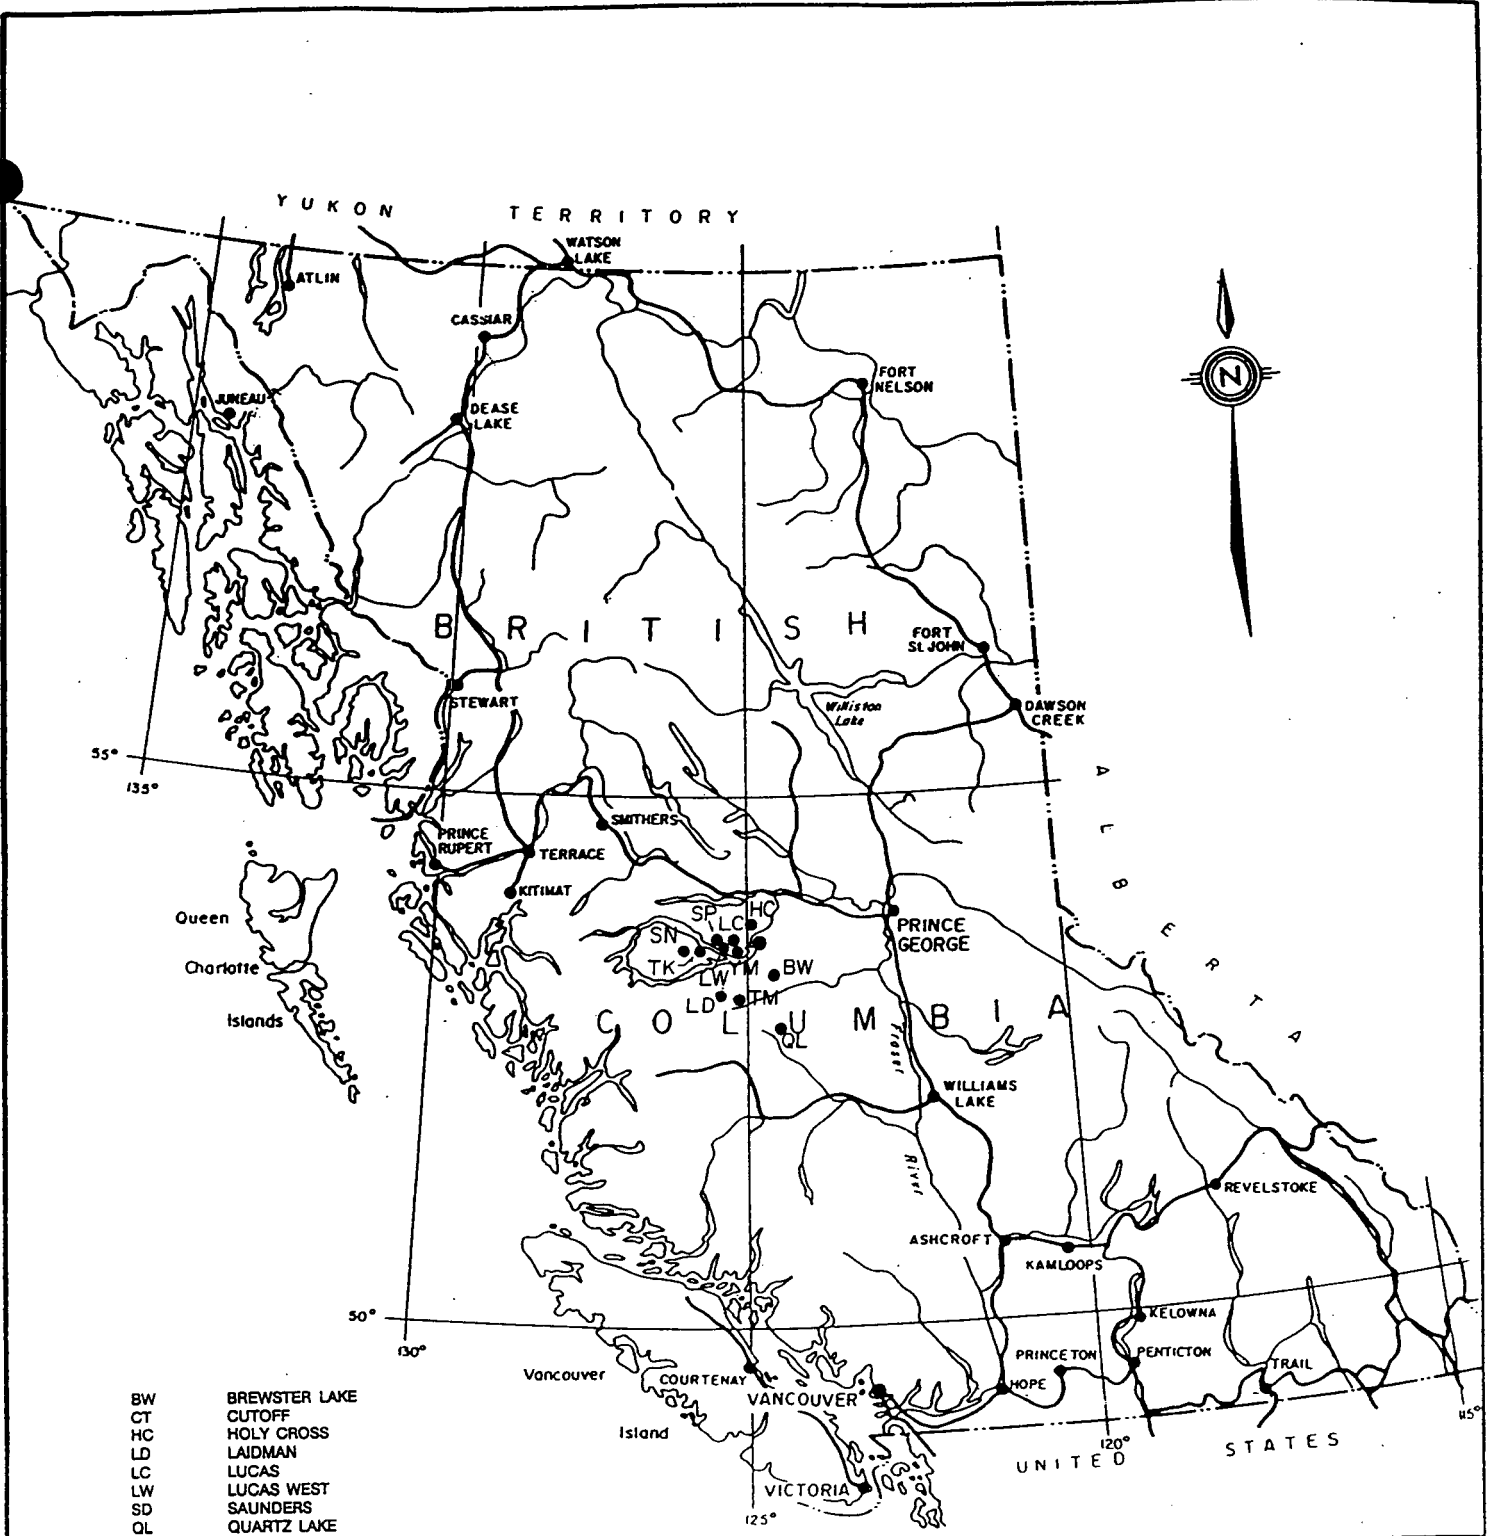 YUKON TERRITORY
WATSON
LAKE
ATLIN
CASSIAR
FORT
NELSON
N
JUNEAU
DEASE
LAKE
BRITISH
FORT
St. JOHN
STEWART
Williston
Lake
DAWSON
CREEK
55°
135°
ALBERTA
SMITHERS
PRINCE
RUPERT
TERRACE
KITIMAT
Queen
Charlotte
Islands
SP
HC
LC
SN
TK
YM
LW
BW
LD
TM
PRINCE
GEORGE
COLUMBIA
QL
Fraser
River
WILLIAMS
LAKE
REVELSTOKE
ASHCROFT
KAMLOOPS
50°
130°
KELOWNA
PRINCETON
PENTICTON
TRAIL
HOPE
Vancouver
Island
COURTENAY
VANCOUVER
VICTORIA
125°
120°
115°
UNITED STATES
BW BREWSTER LAKE
CT CUTOFF
HC HOLY CROSS
LD LAIDMAN
LC LUCAS
LW LUCAS WEST
SD SAUNDERS
QL QUARTZ LAKE